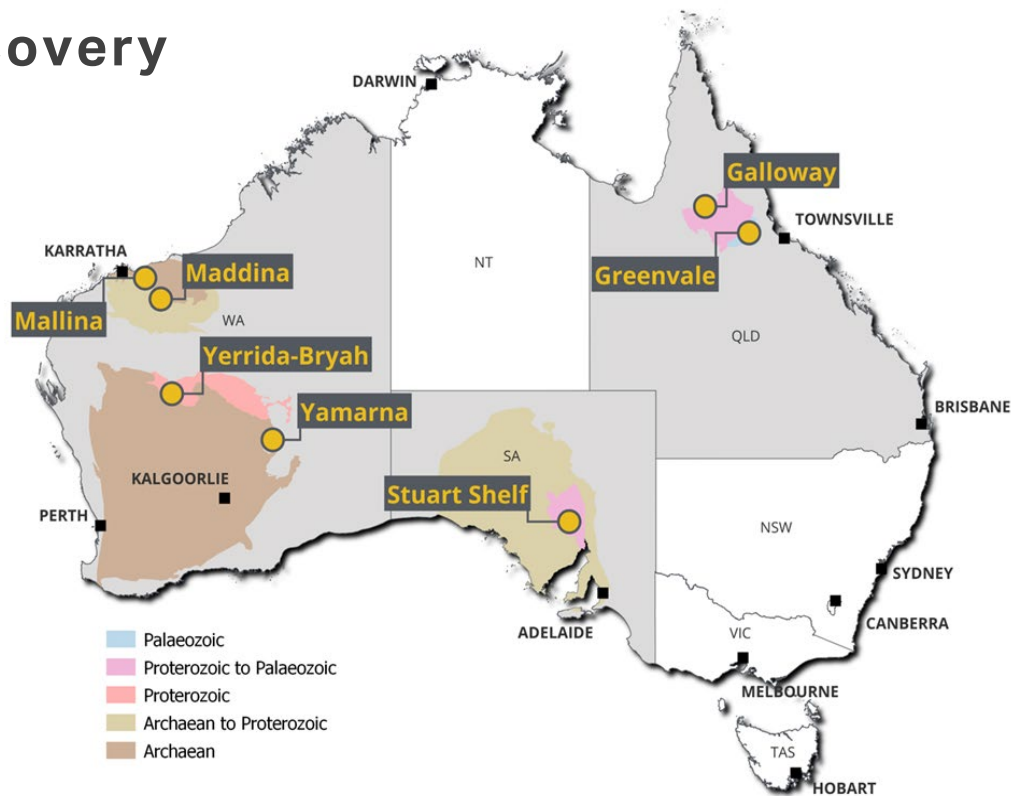 overy
DARWIN
Galloway
TOWNSVILLE
KARRATHA
Maddina
Greenvale
NT
Mallina
WA
QLD
Yerrida-Bryah
Yamarna
BRISBANE
SA
KALGOORLIE
Stuart Shelf
PERTH
NSW
SYDNEY
ADELAIDE
CANBERRA
VIC
MELBOURNE
TAS
HOBART
Palaeozoic
Proterozoic to Palaeozoic
Proterozoic
Archaean to Proterozoic
Archaean